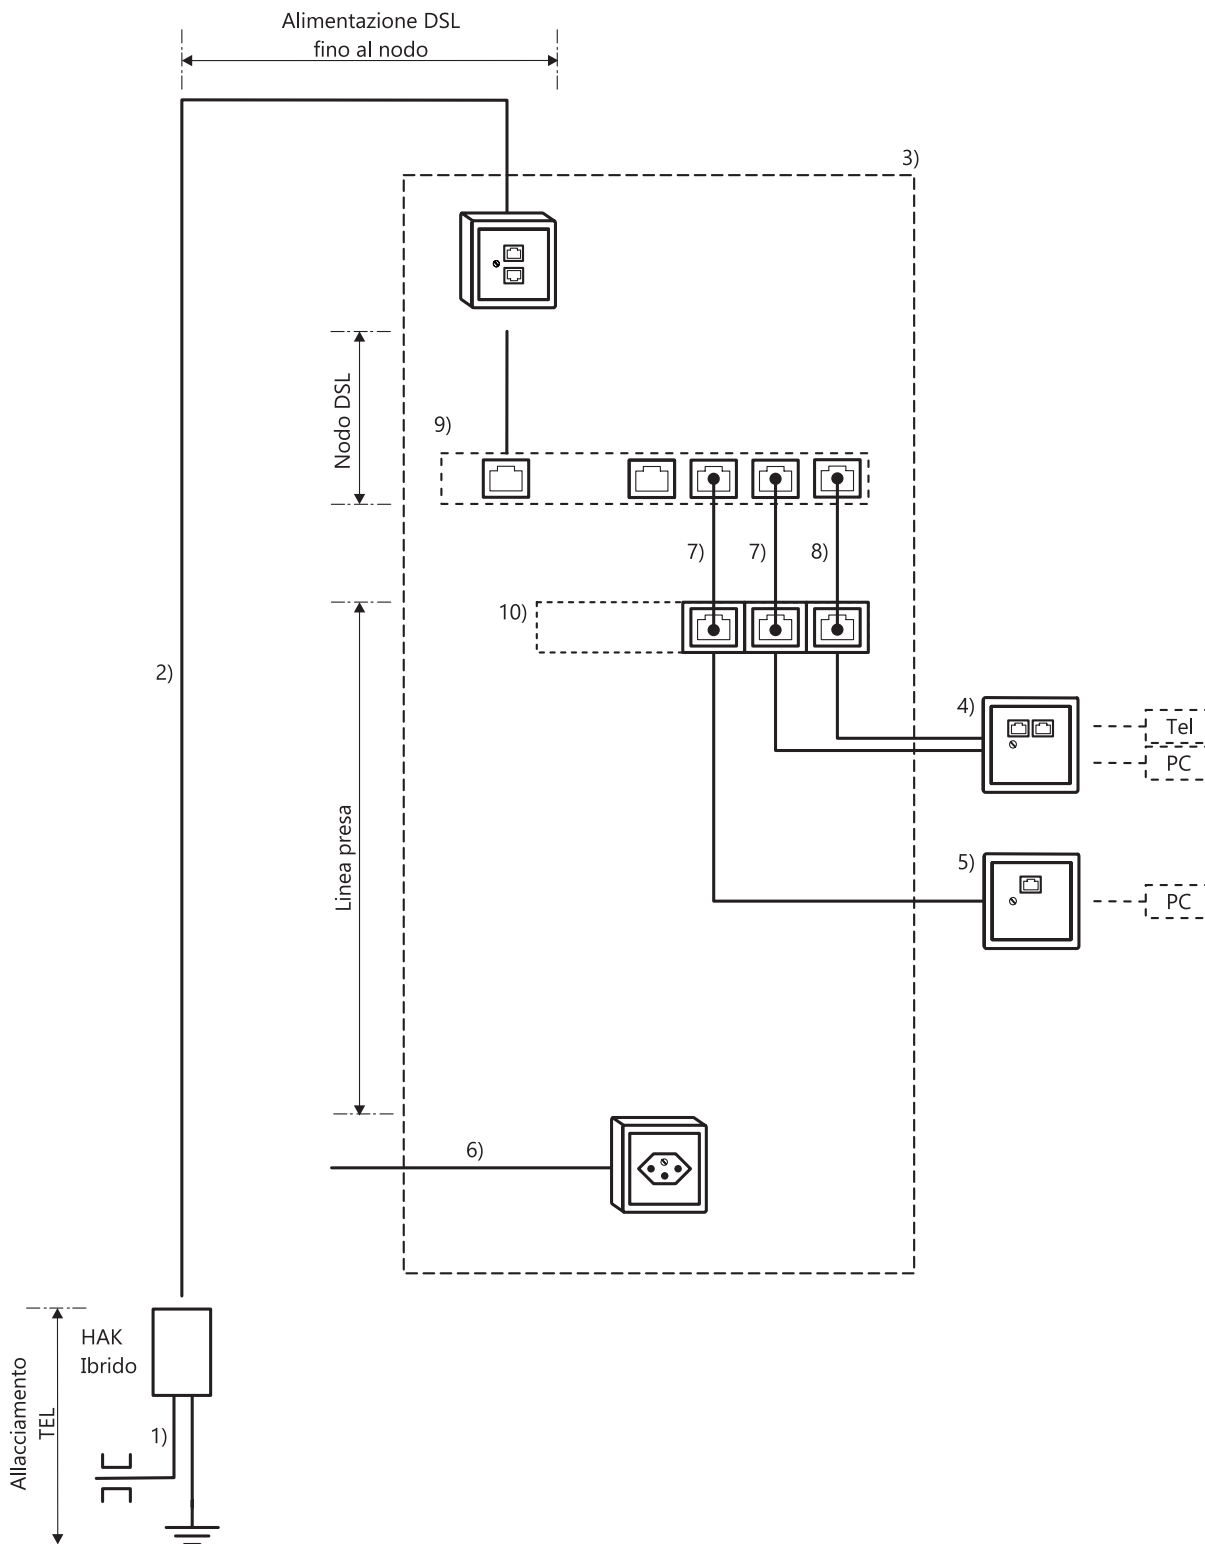 Alimentazione DSL
fino al nodo
3)
Nodo DSL
9)
7)
7)
8)
10)
2)
4)
Tel
PC
Linea presa
5)
PC
6)
HAK
Ibrido
Allacciamento
TEL
1)